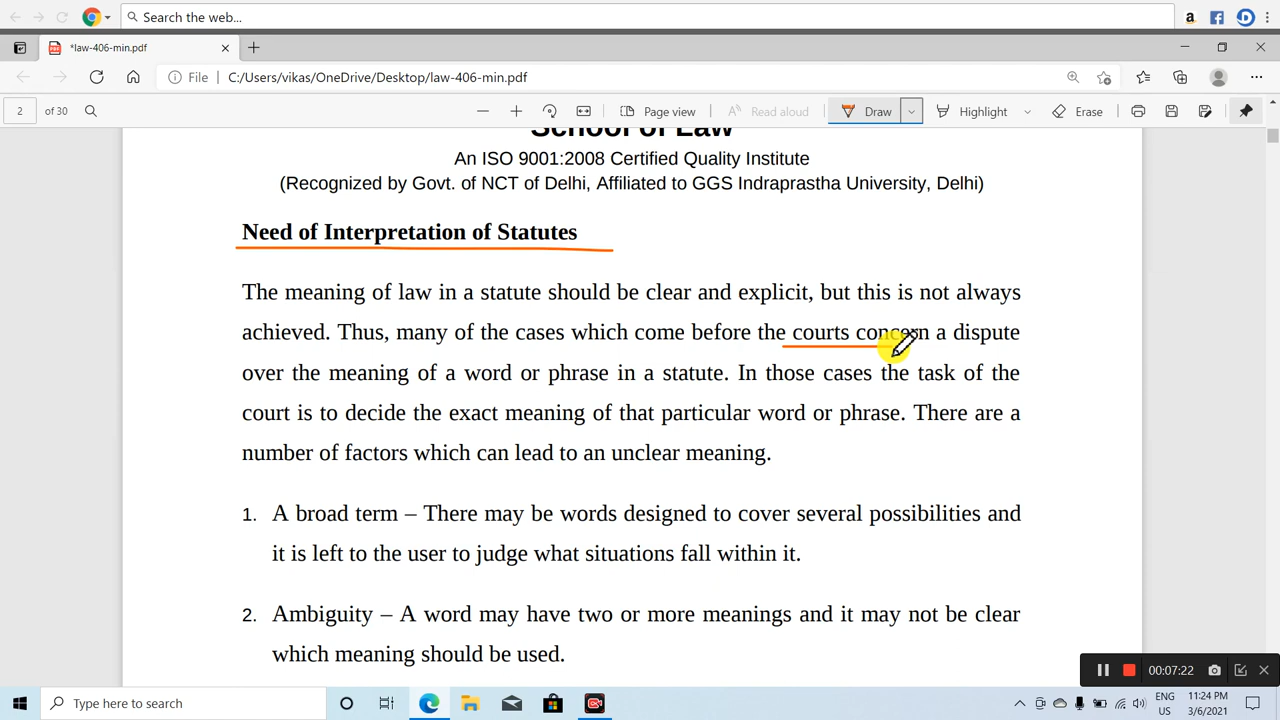 Search the web...
*law-406-min.pdf
File C:/Users/vikas/OneDrive/Desktop/law-406-min.pdf
2 of 30 Page view Read aloud Draw Highlight Erase
School of Law
An ISO 9001:2008 Certified Quality Institute
(Recognized by Govt. of NCT of Delhi, Affiliated to GGS Indraprastha University, Delhi)
Need of Interpretation of Statutes
The meaning of law in a statute should be clear and explicit, but this is not always
achieved. Thus, many of the cases which come before the courts concern a dispute
over the meaning of a word or phrase in a statute. In those cases the task of the
court is to decide the exact meaning of that particular word or phrase. There are a
number of factors which can lead to an unclear meaning.
1. A broad term – There may be words designed to cover several possibilities and
it is left to the user to judge what situations fall within it.
2. Ambiguity – A word may have two or more meanings and it may not be clear
which meaning should be used.
00:07:22
Type here to search
ENG
US
11:24 PM
3/6/2021